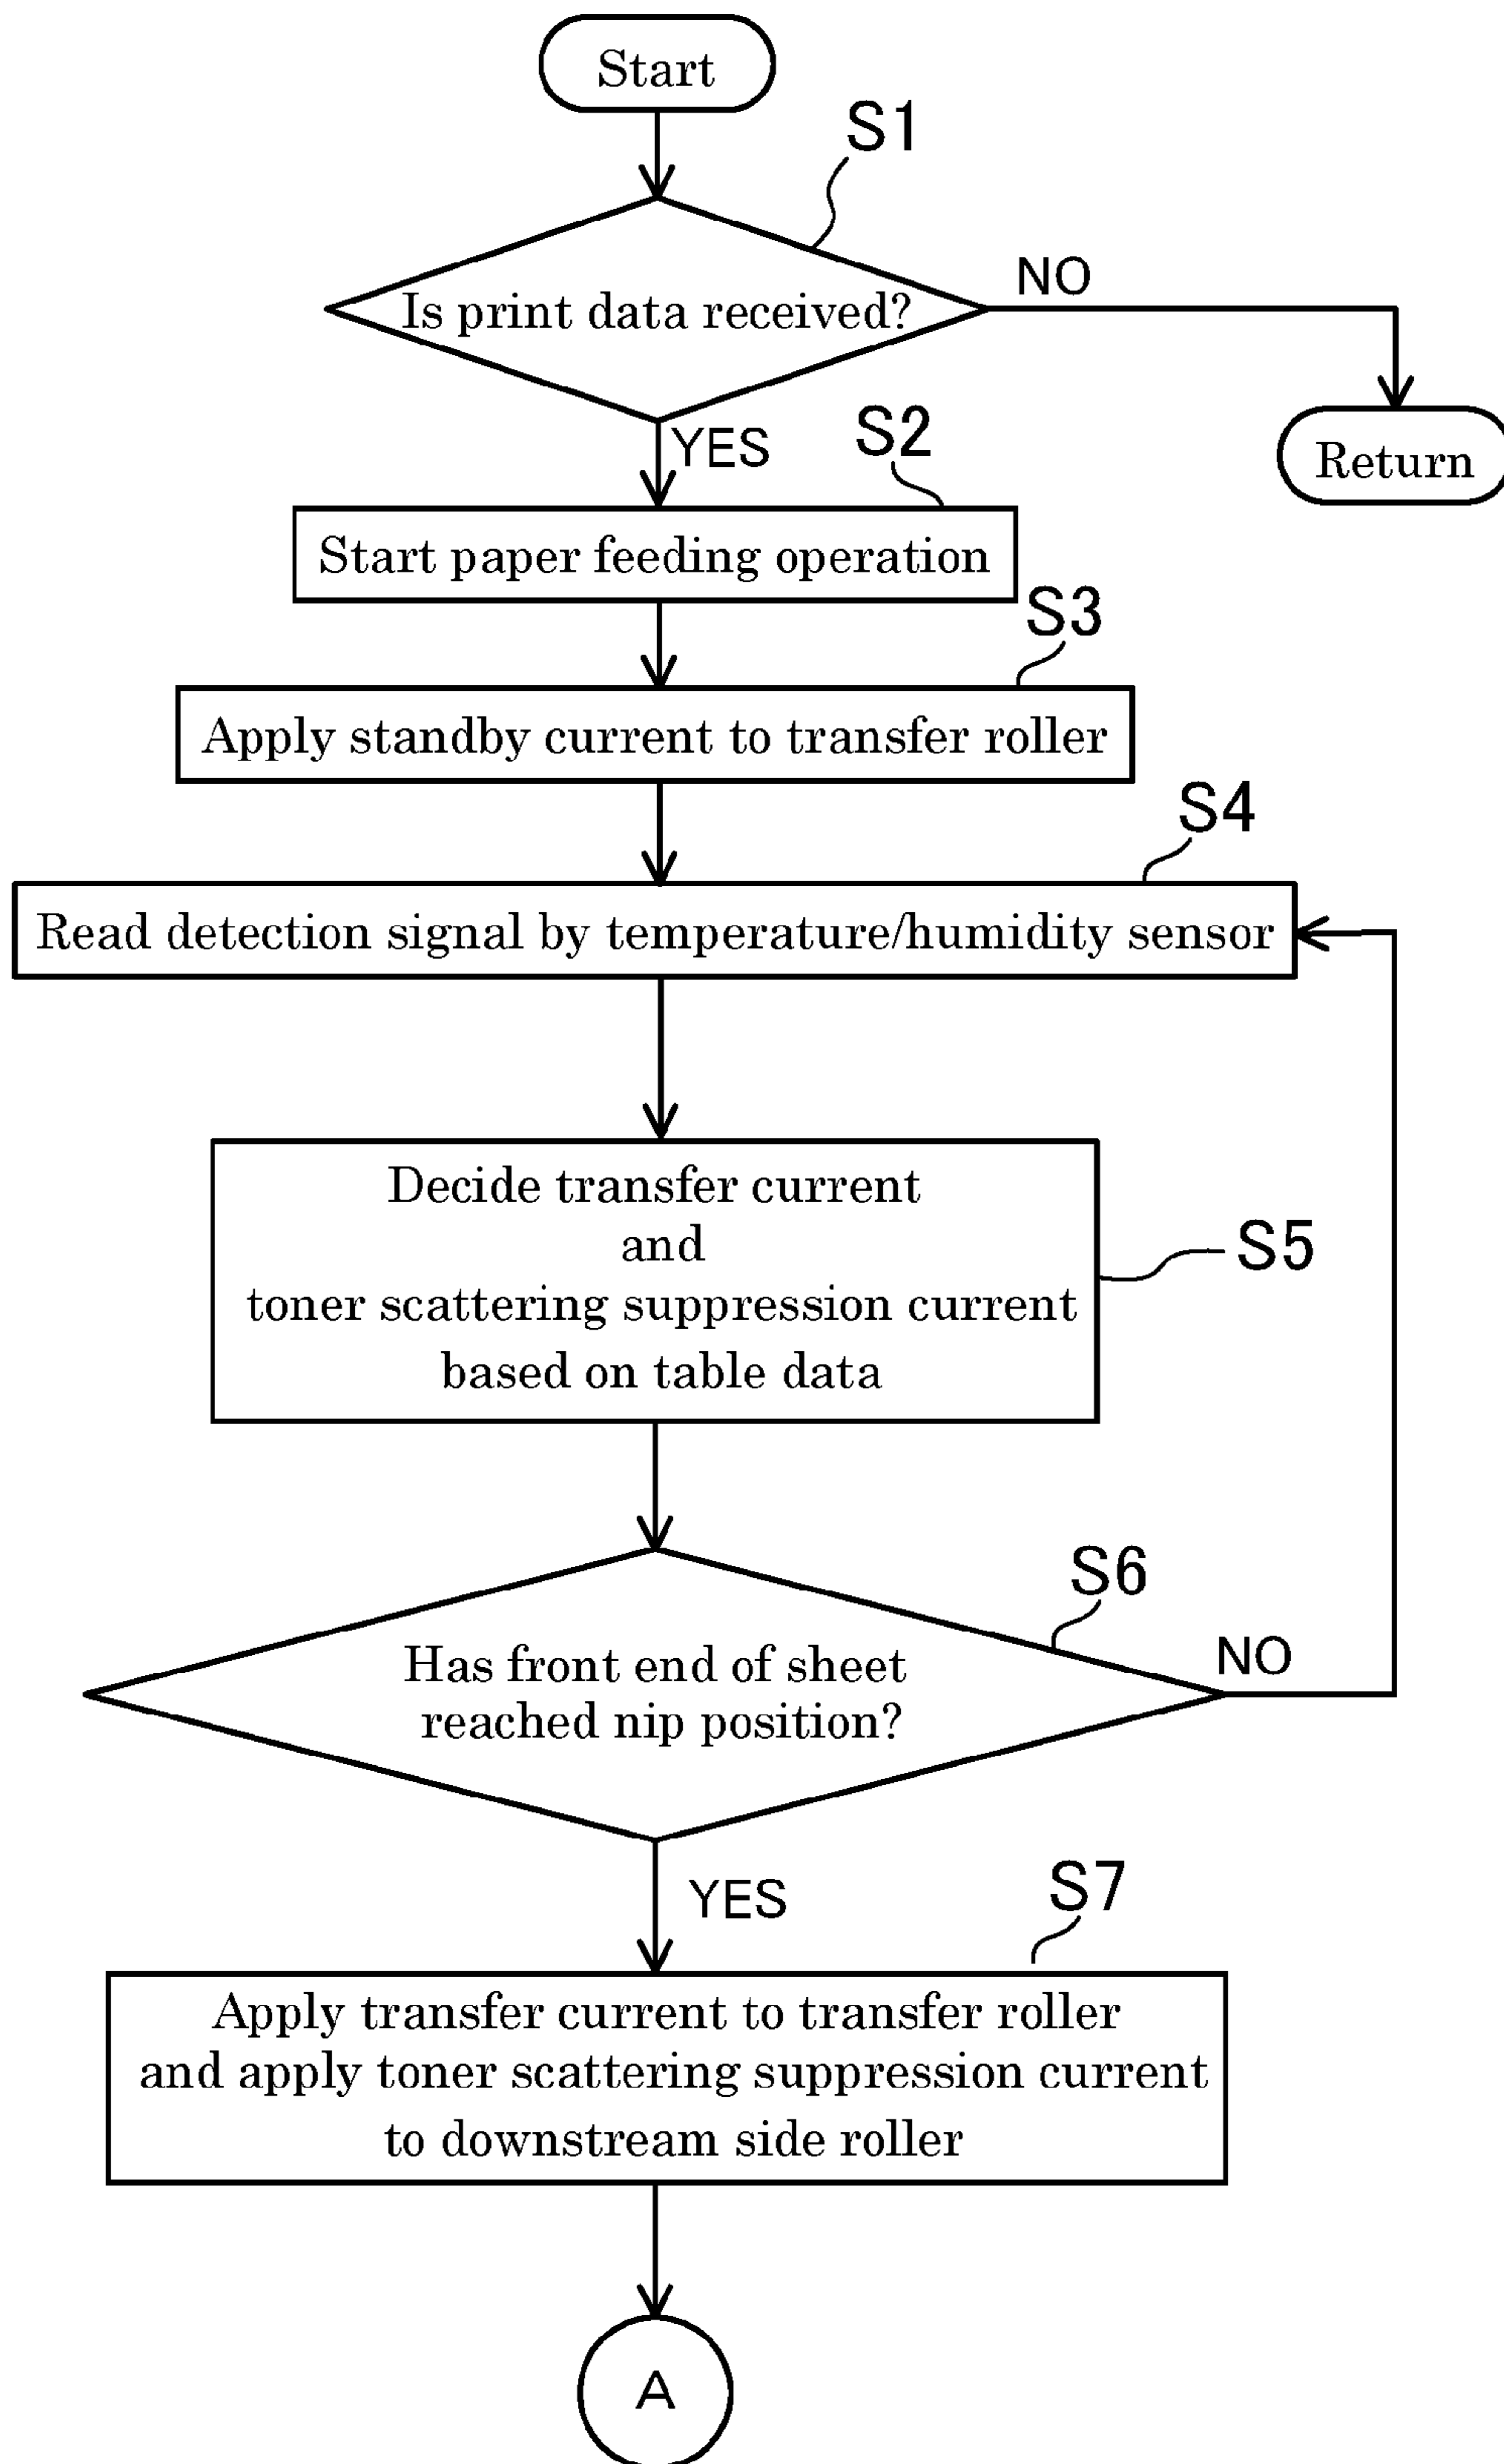 Start
S1
Is print data received?
NO
Return
YES
S2
Start paper feeding operation
S3
Apply standby current to transfer roller
S4
Read detection signal by temperature/humidity sensor
Decide transfer current
and
toner scattering suppression current
based on table data
S5
S6
Has front end of sheet
reached nip position?
NO
YES
S7
Apply transfer current to transfer roller
and apply toner scattering suppression current
to downstream side roller
A